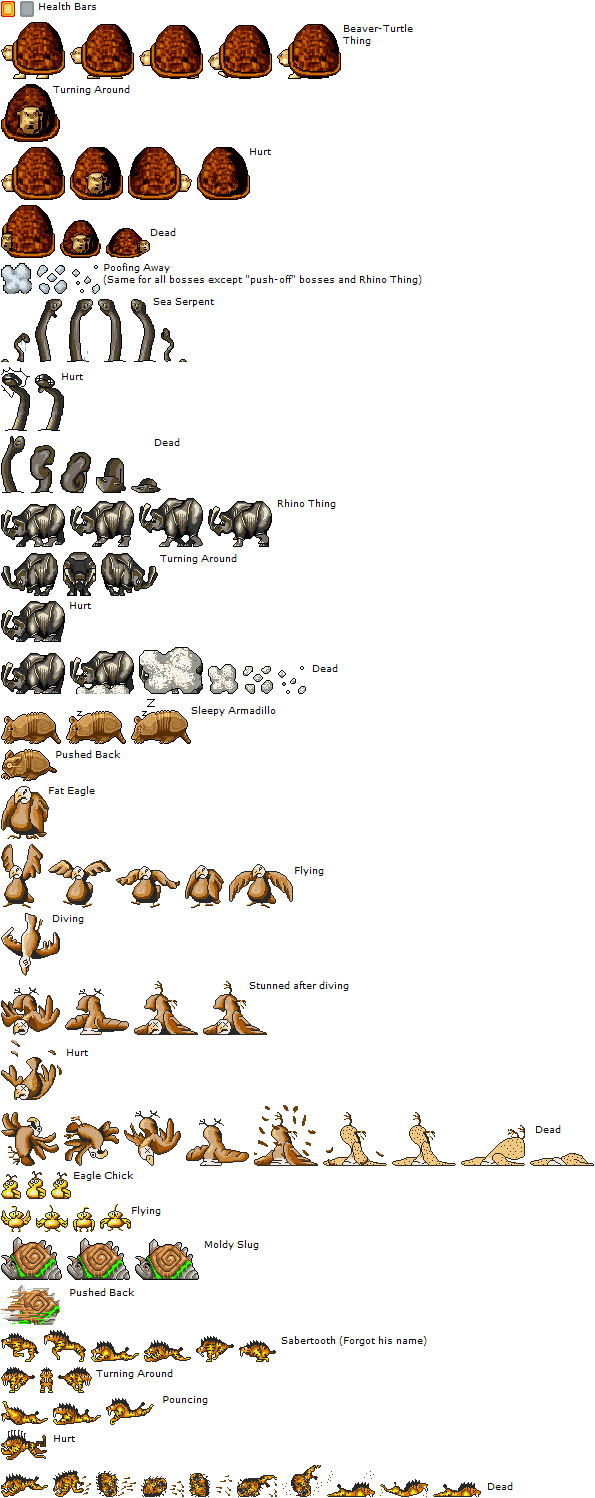 Health Bars
Beaver-Turtle
Thing
Turning Around
Hurt
Dead
Poofing Away
(Same for all bosses except "push-off" bosses and Rhino Thing)
Sea Serpent
Hurt
Dead
Rhino Thing
Turning Around
Hurt
Dead
Z
z
z
Sleepy Armadillo
Pushed Back
Fat Eagle
Flying
Diving
Stunned after diving
Hurt
Dead
Eagle Chick
Flying
Moldy Slug
Pushed Back
Sabertooth (Forgot his name)
Turning Around
Pouncing
Hurt
Dead